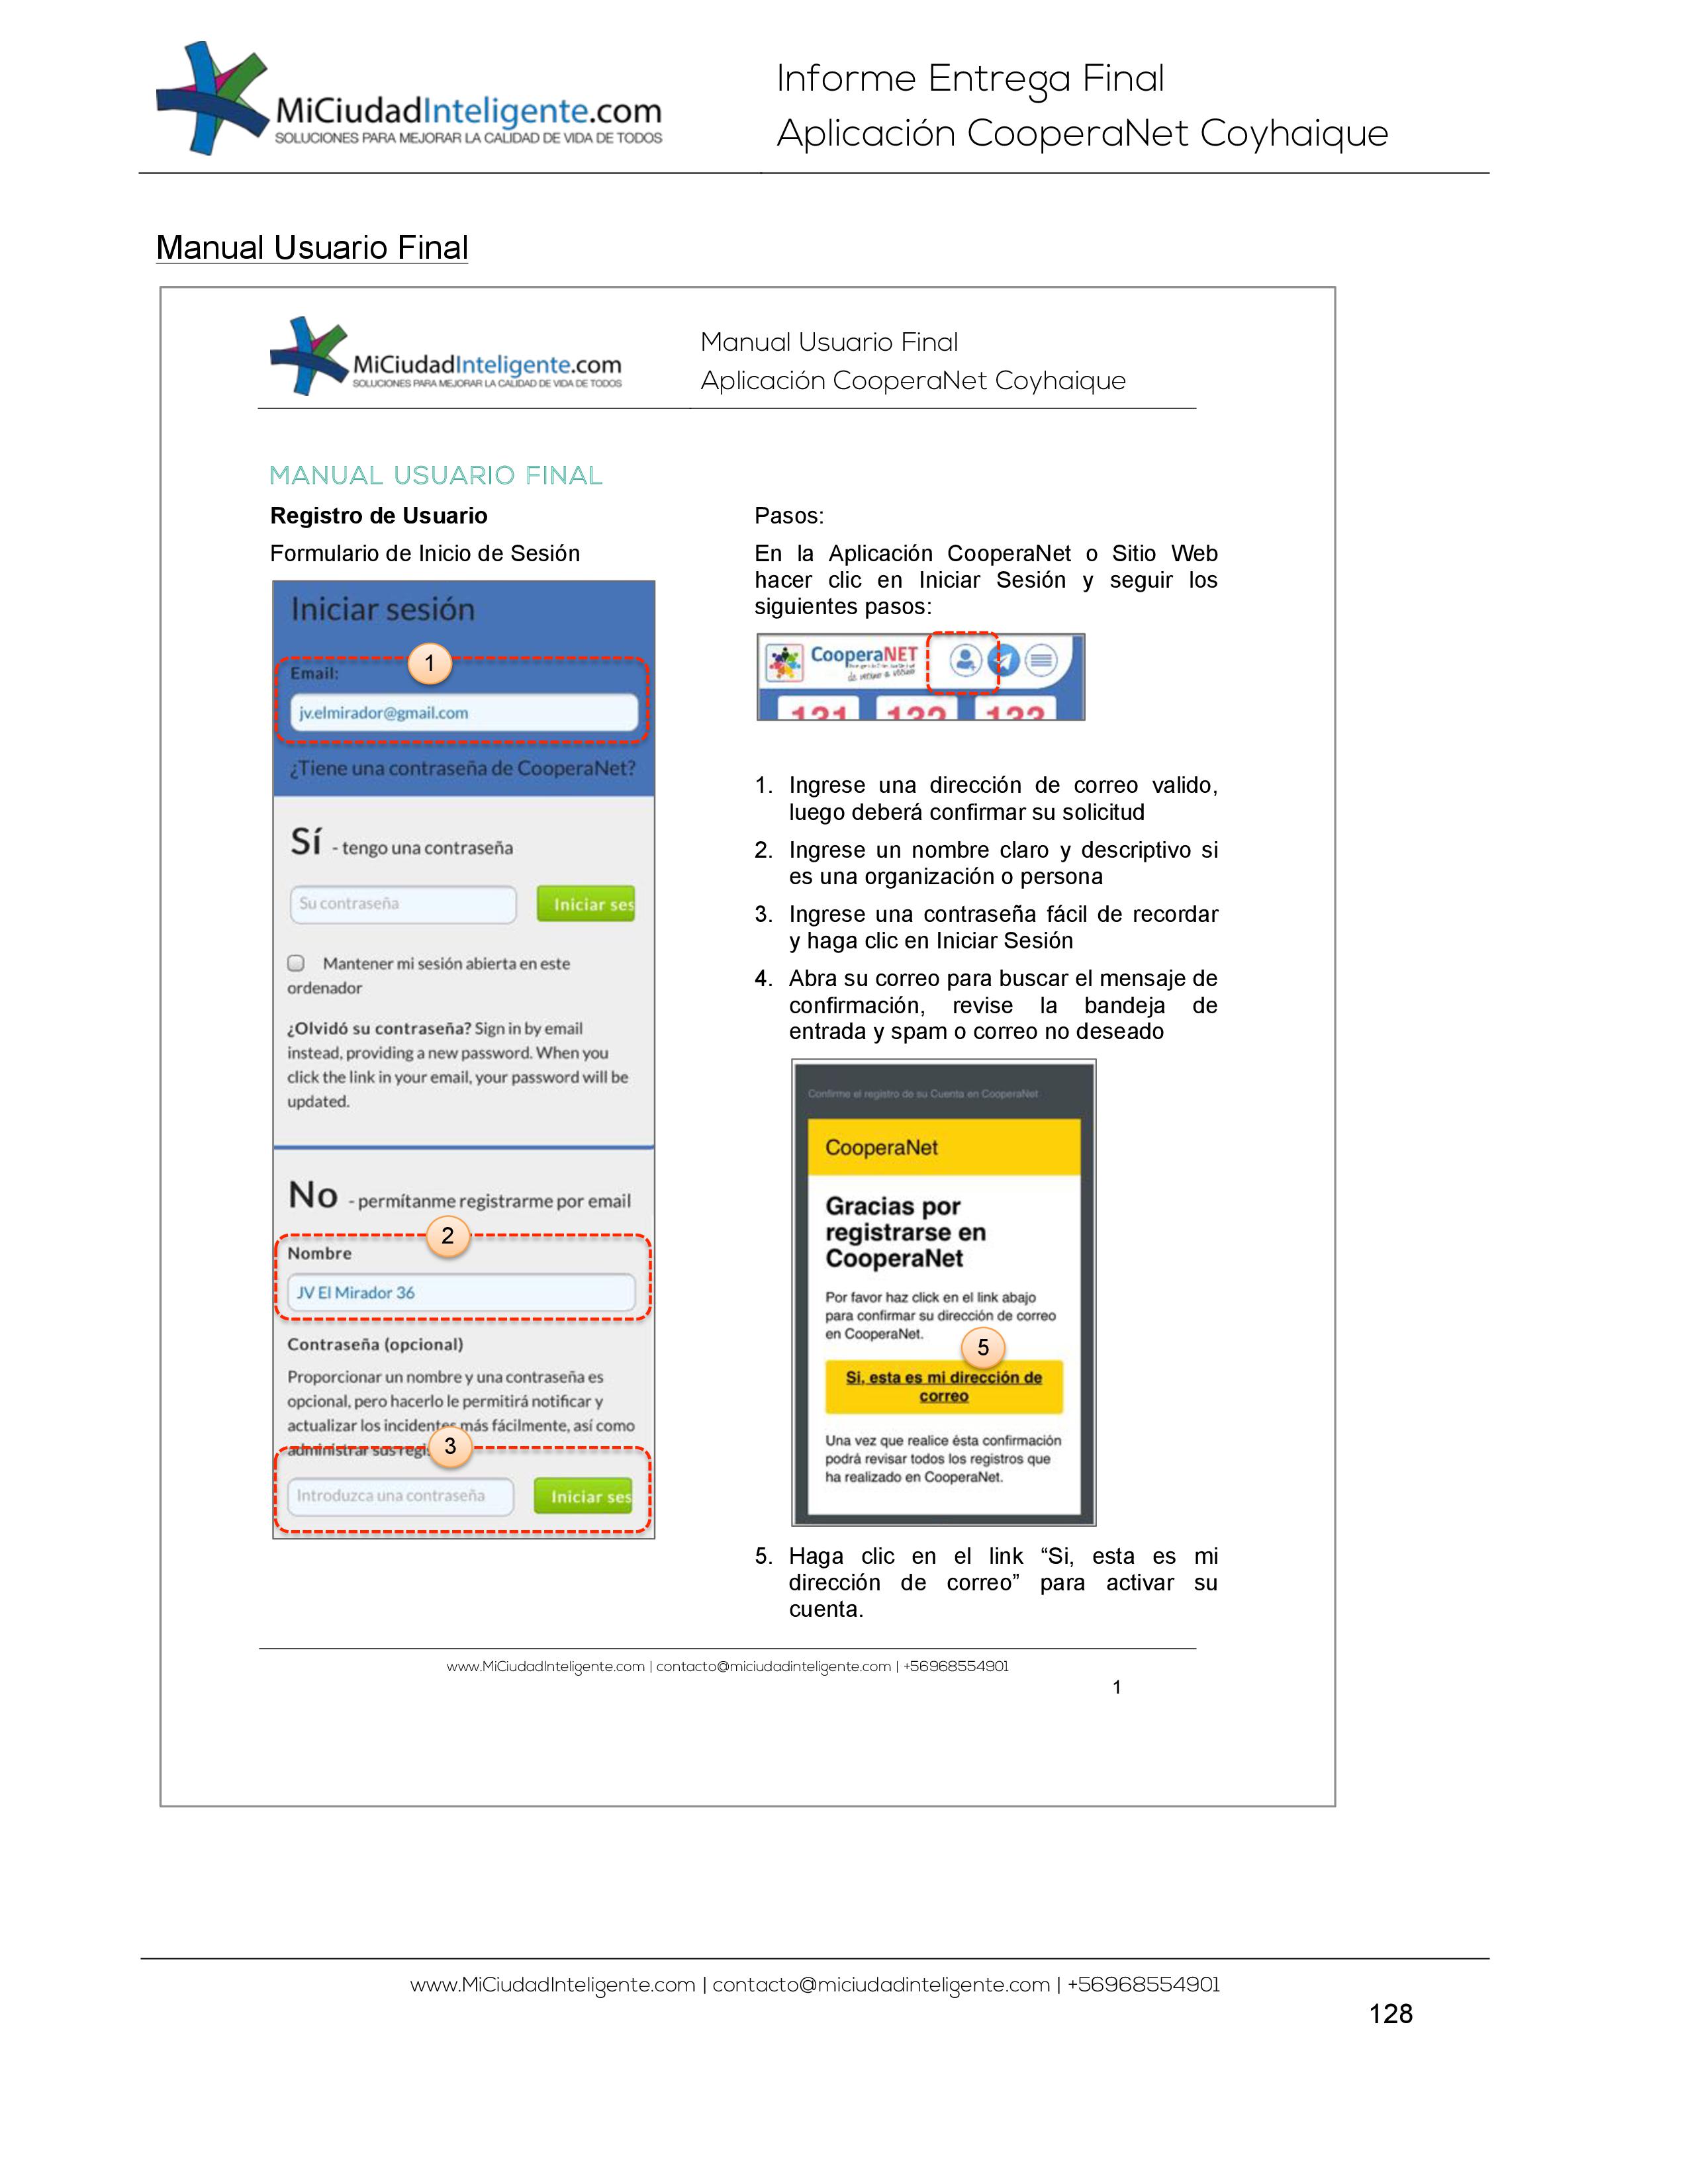 MiCiudadInteligente.com
SOLUCIONES PARA MEJORAR LA CALIDAD DE VIDA DE TODOS
Informe Entrega Final
Aplicación CooperaNet Coyhaique
Manual Usuario Final
MiCiudadInteligente.com
SOLUCIONES PARA MEJORAR LA CALIDAD DE VIDA DE TODOS
Manual Usuario Final
Aplicación CooperaNet Coyhaique
MANUAL USUARIO FINAL
Registro de Usuario
Formulario de Inicio de Sesión
Iniciar sesión
1
Email:
jv.elmirador@gmail.com
¿Tiene una contraseña de CooperaNet?
Sí - tengo una contraseña
Su contraseña
Iniciar ses
Mantener mi sesión abierta en este
ordenador
¿Olvidó su contraseña? Sign in by email
instead, providing a new password. When you
click the link in your email, your password will be
updated.
No - permítanme registrarme por email
2
Nombre
JV El Mirador 36
Contraseña (opcional)
Proporcionar un nombre y una contraseña es
opcional, pero hacerlo le permitirá notificar y
actualizar los incidentes más fácilmente, así como
administrar sus regis
3
Introduzca una contraseña
Iniciar ses
Pasos:
En la Aplicación CooperaNet o Sitio Web
hacer clic en Iniciar Sesión y seguir los
siguientes pasos:
CooperaNET
de vecino a vecino
131 132 133
1. Ingrese una dirección de correo valido,
luego deberá confirmar su solicitud
2. Ingrese un nombre claro y descriptivo si
es una organización o persona
3. Ingrese una contraseña fácil de recordar
y haga clic en Iniciar Sesión
4. Abra su correo para buscar el mensaje de
confirmación, revise la bandeja de
entrada y spam o correo no deseado
Confirme el registro de su Cuenta en CooperaNet
CooperaNet
Gracias por
registrarse en
CooperaNet
Por favor haz click en el link abajo
para confirmar su dirección de correo
en CooperaNet.
5
Si, esta es mi dirección de
correo
Una vez que realice ésta confirmación
podrá revisar todos los registros que
ha realizado en CooperaNet.
5. Haga clic en el link “Si, esta es mi
dirección de correo” para activar su
cuenta.
www.MiCiudadInteligente.com | contacto@miciudadinteligente.com | +56968554901
1
www.MiCiudadInteligente.com | contacto@miciudadinteligente.com | +56968554901
128